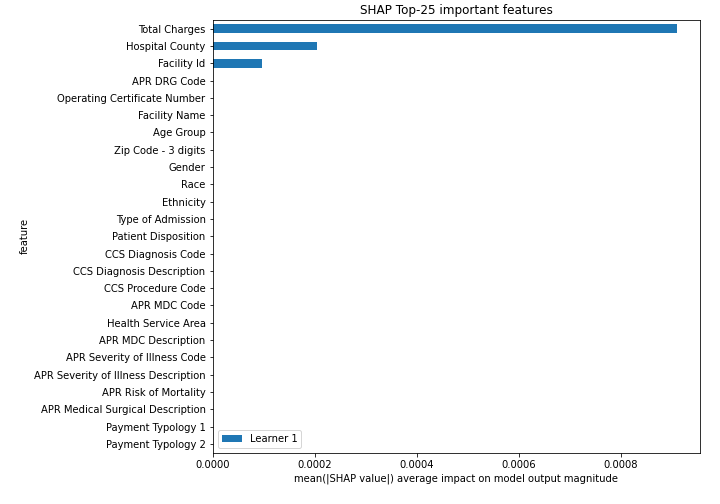 SHAP Top-25 important features
Total Charges
Hospital County
Facility Id
APR DRG Code
Operating Certificate Number
Facility Name
Age Group
Zip Code - 3 digits
Gender
Race
Ethnicity
Type of Admission
Patient Disposition
CCS Diagnosis Code
CCS Diagnosis Description
CCS Procedure Code
APR MDC Code
Health Service Area
APR MDC Description
APR Severity of Illness Code
APR Severity of Illness Description
APR Risk of Mortality
APR Medical Surgical Description
Payment Typology 1
Payment Typology 2
feature
Learner 1
0.0000 0.0002 0.0004 0.0006 0.0008
mean(|SHAP value|) average impact on model output magnitude